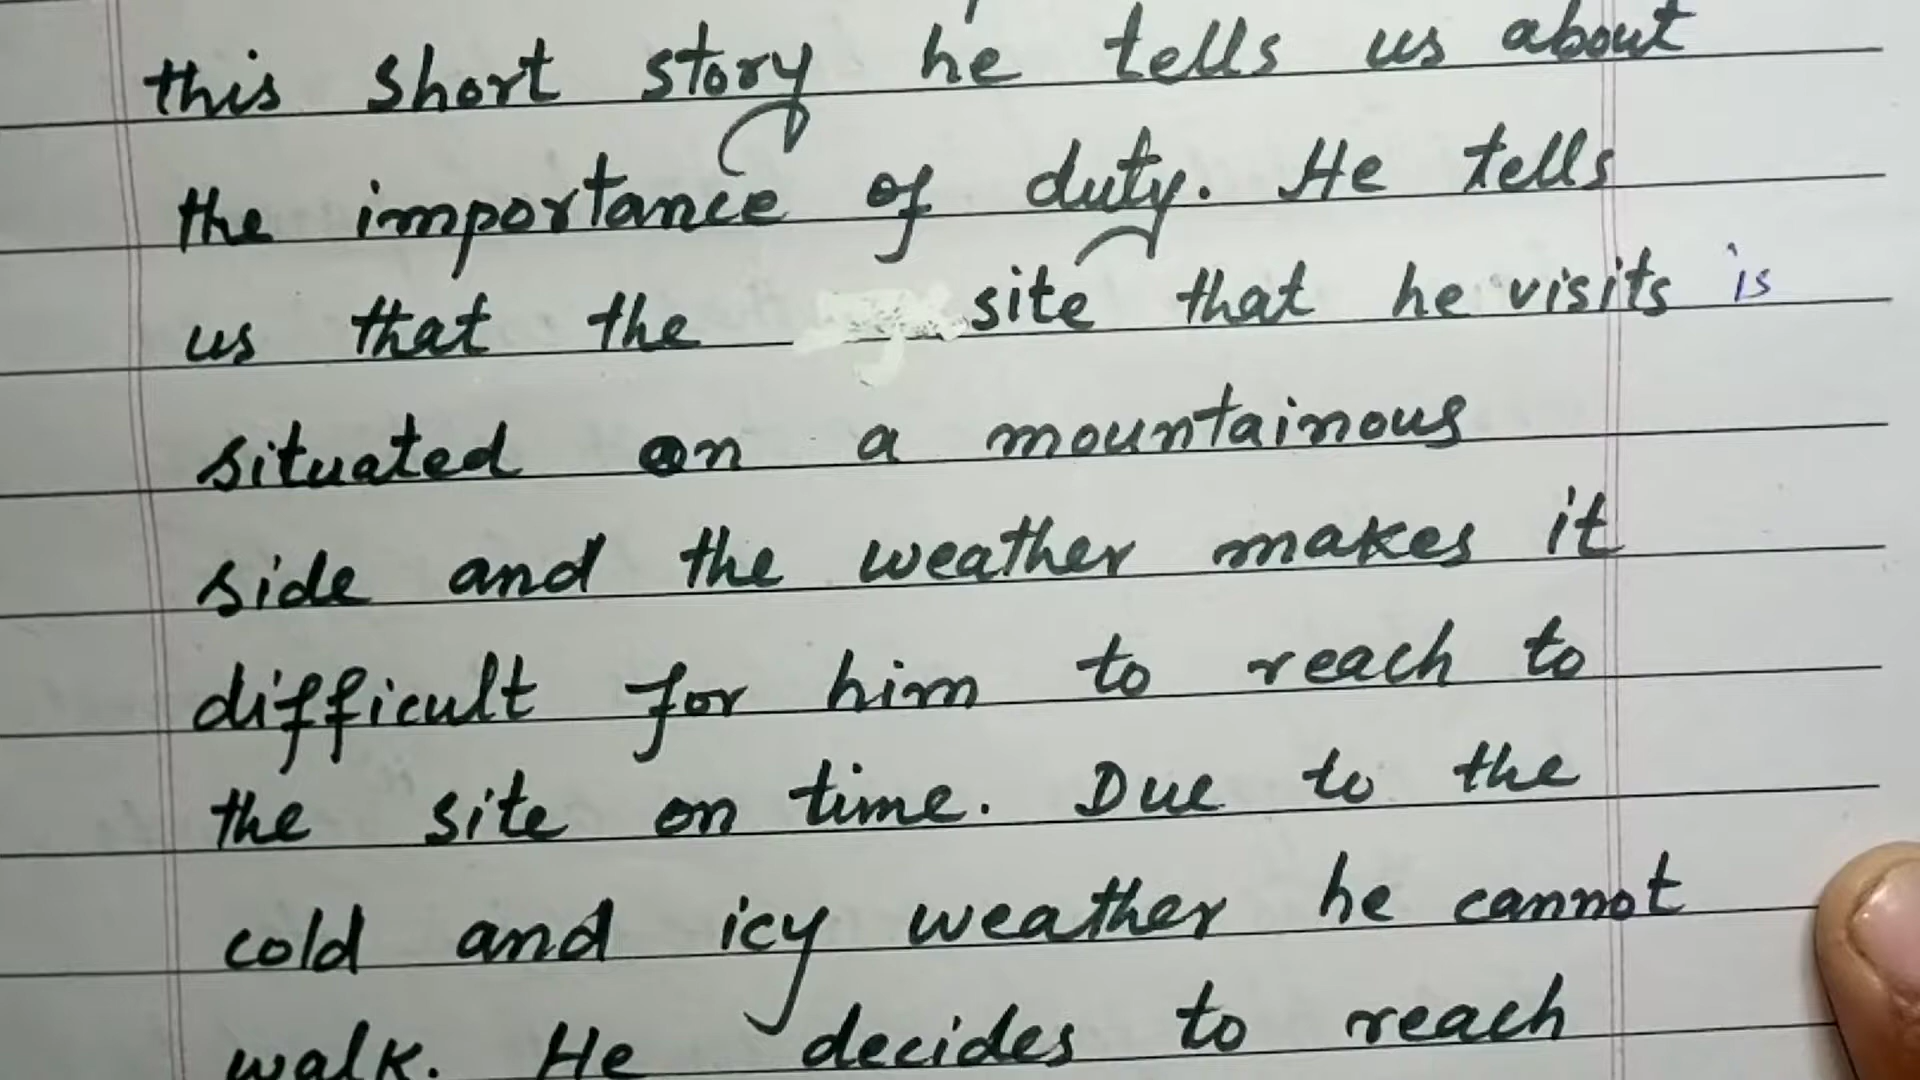 this short story he tells us about
the importance of duty. He tells
us that the site that he visits is
situated on a mountainous
side and the weather makes it
difficult for him to reach to
the site on time. Due to the
cold and icy weather he cannot
walk. He decides to reach